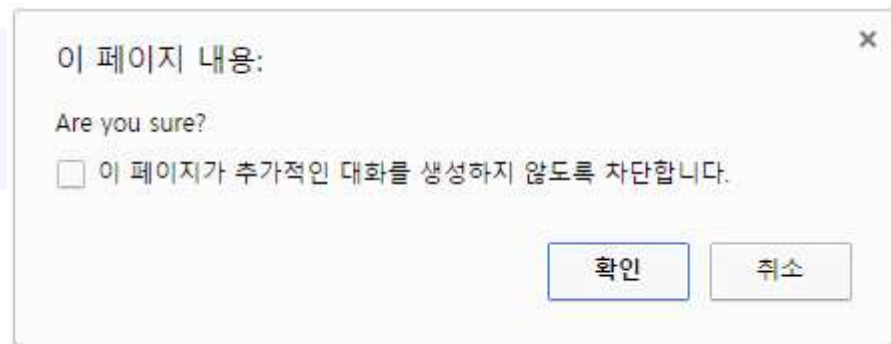 이 페이지 내용:
Are you sure?
이 페이지가 추가적인 대화를 생성하지 않도록 차단합니다.
확인 취소